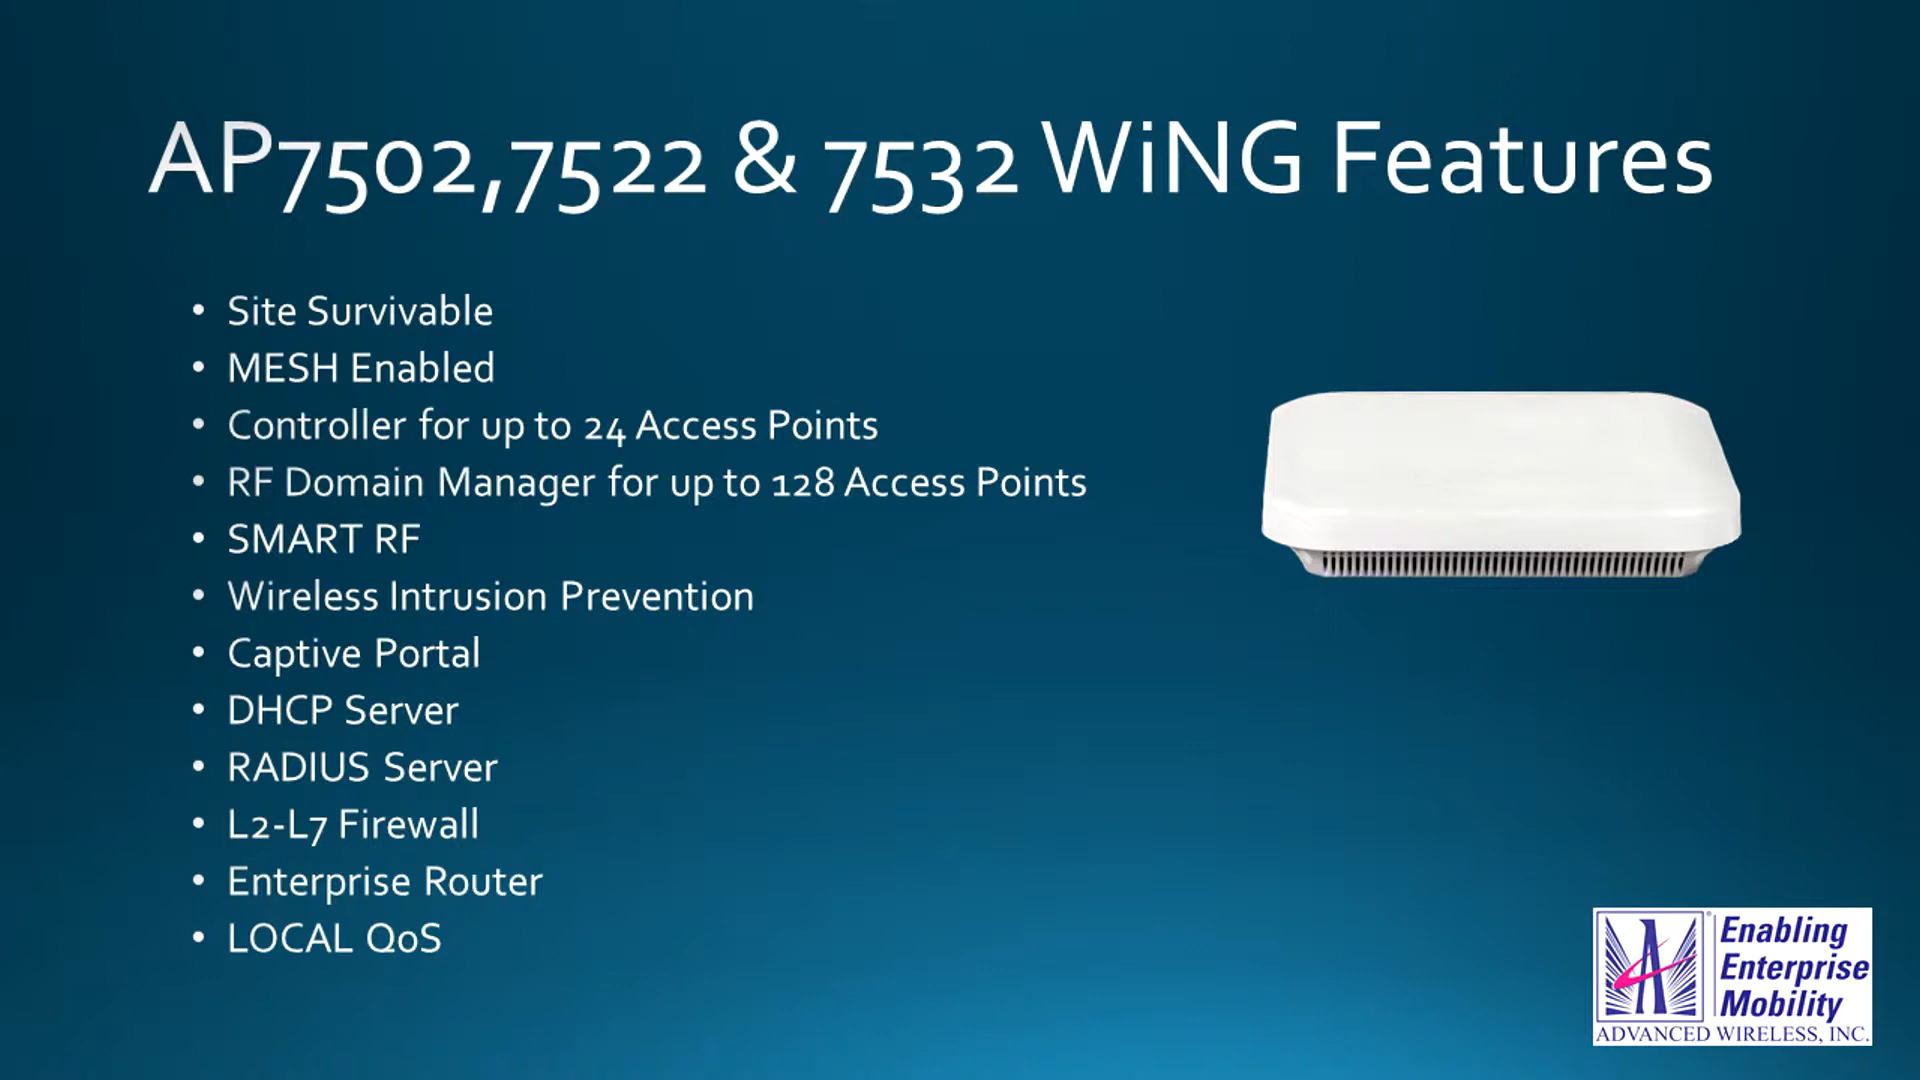 AP7502,7522 & 7532 WiNG Features
• Site Survivable
• MESH Enabled
• Controller for up to 24 Access Points
• RF Domain Manager for up to 128 Access Points
• SMART RF
• Wireless Intrusion Prevention
• Captive Portal
• DHCP Server
• RADIUS Server
• L2-L7 Firewall
• Enterprise Router
• LOCAL QoS
A®
Enabling
Enterprise
Mobility
ADVANCED WIRELESS, INC.